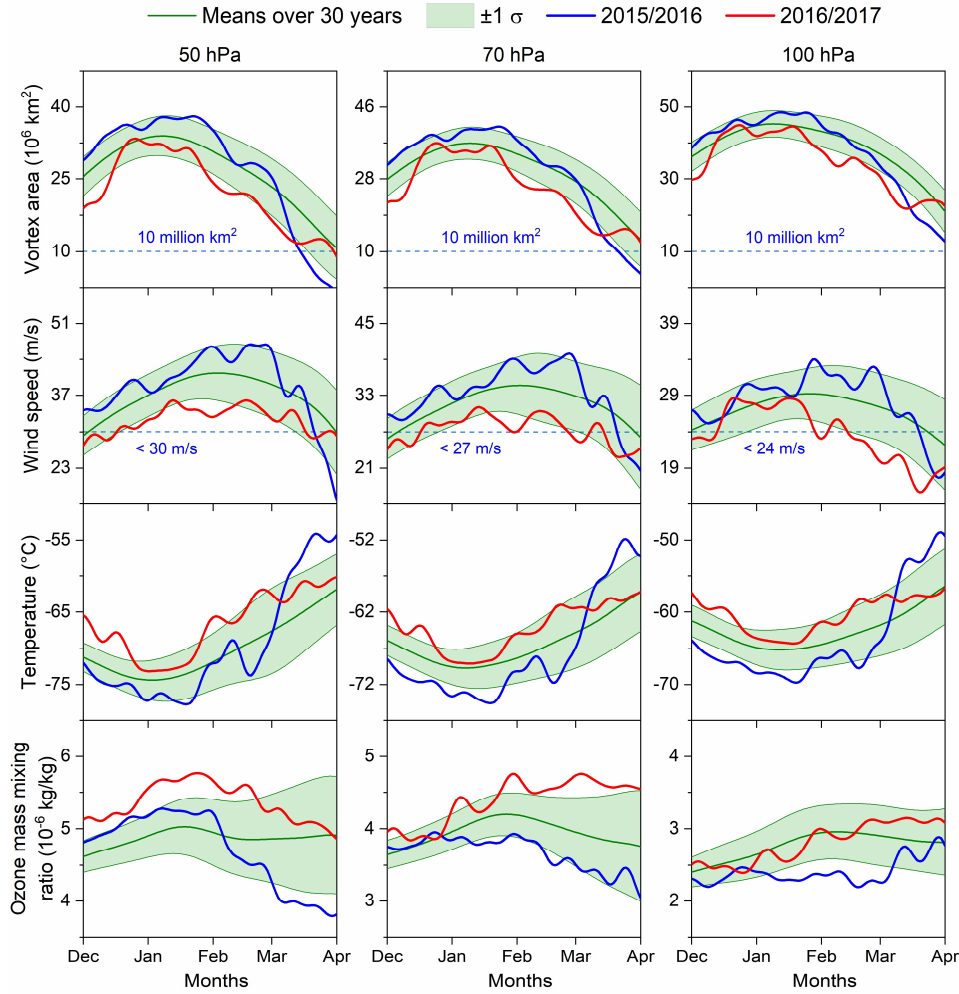 Means over 30 years ±1 σ 2015/2016 2016/2017
50 hPa 70 hPa 100 hPa
Vortex area (10⁶ km²)
40 25 10
10 million km²
46 28 10
10 million km²
50 30 10
10 million km²
Wind speed (m/s)
51 37 23
< 30 m/s
45 33 21
< 27 m/s
39 29 19
< 24 m/s
Temperature (°C)
-55 -65 -75
-52 -62 -72
-50 -60 -70
Ozone mass mixing
ratio (10⁻⁶ kg/kg)
6 5 4
5 4 3
4 3 2
Dec Jan Feb Mar Apr
Dec Jan Feb Mar Apr
Dec Jan Feb Mar Apr
Months Months Months